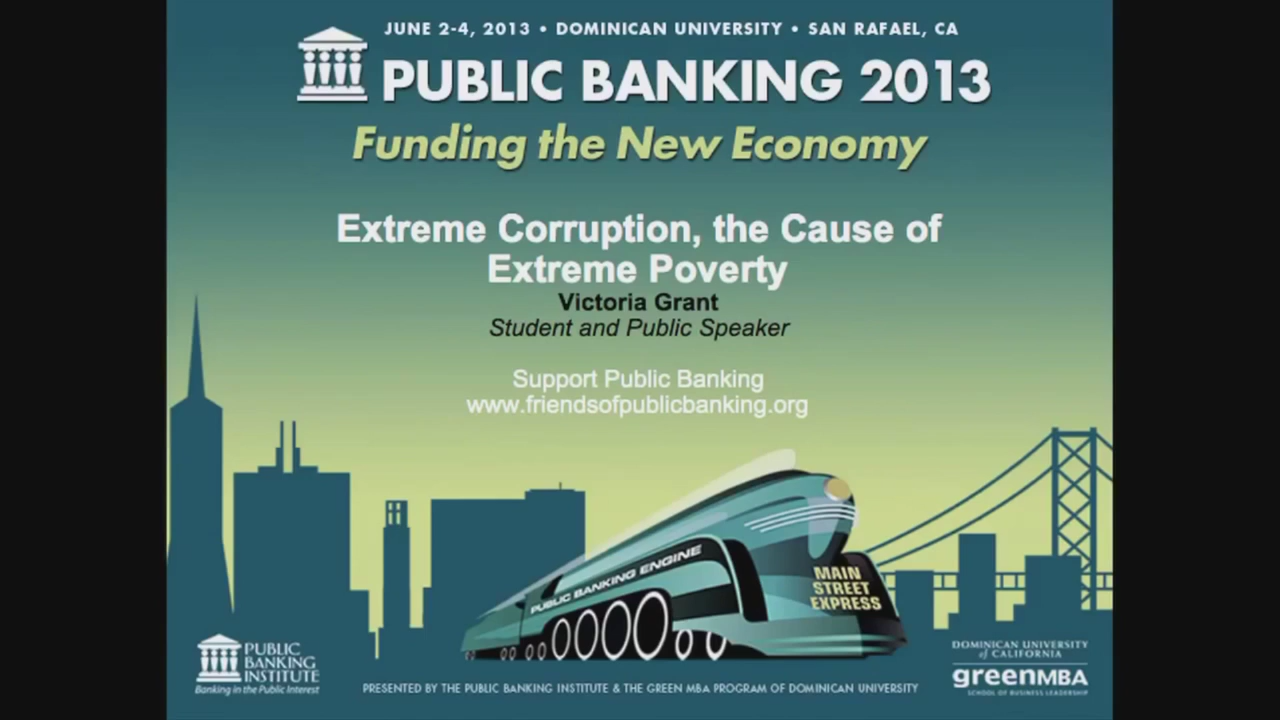 JUNE 2-4, 2013 • DOMINICAN UNIVERSITY • SAN RAFAEL, CA
PUBLIC BANKING 2013
Funding the New Economy
Extreme Corruption, the Cause of
Extreme Poverty
Victoria Grant
Student and Public Speaker
Support Public Banking
www.friendsofpublicbanking.org
PUBLIC BANKING ENGINE
MAIN
STREET
EXPRESS
PUBLIC
BANKING
INSTITUTE
Banking in the Public Interest
PRESENTED BY THE PUBLIC BANKING INSTITUTE & THE GREEN MBA PROGRAM OF DOMINICAN UNIVERSITY
DOMINICAN UNIVERSITY
of CALIFORNIA
greenMBA
SCHOOL OF BUSINESS LEADERSHIP